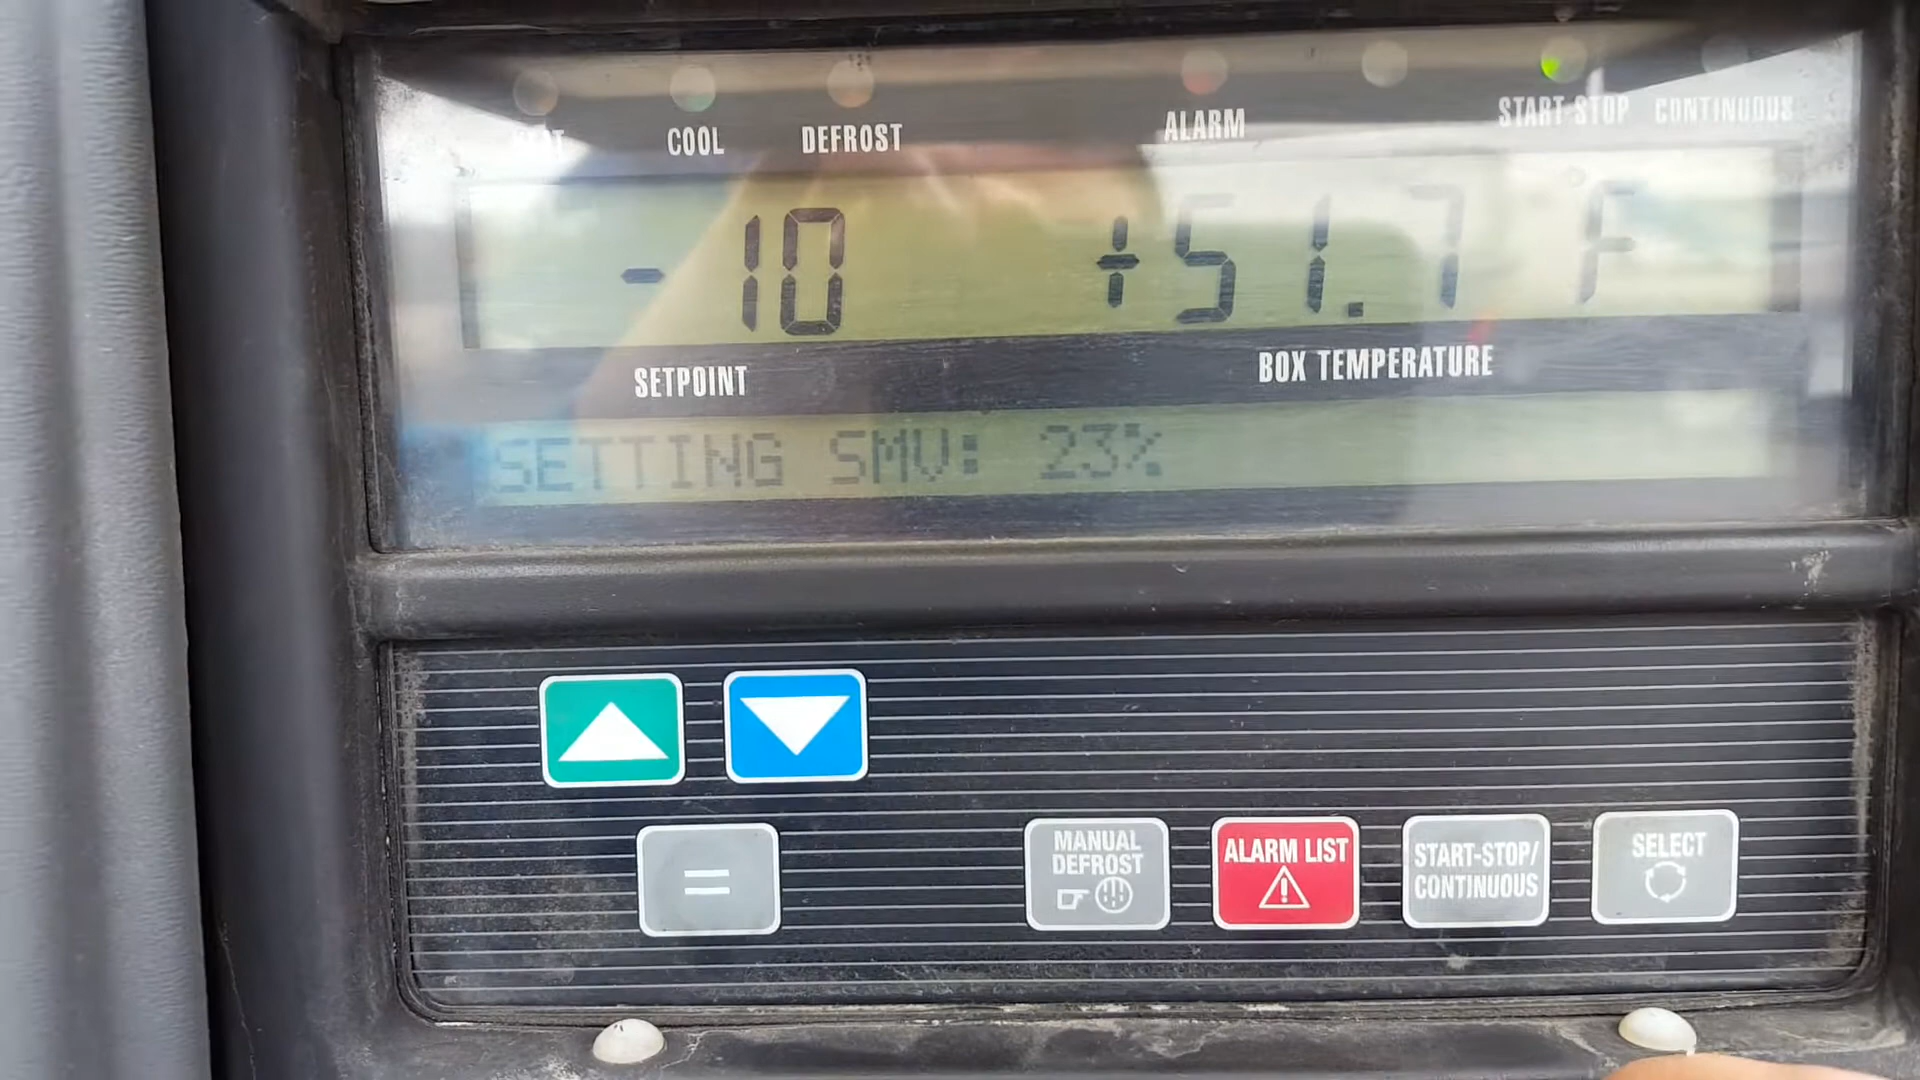 COOL DEFROST ALARM START-STOP CONTINUOUS
-10 +51.7 °F
SETPOINT BOX TEMPERATURE
SETTING SMV: 23%
=
MANUAL DEFROST
ALARM LIST
START-STOP/
CONTINUOUS
SELECT